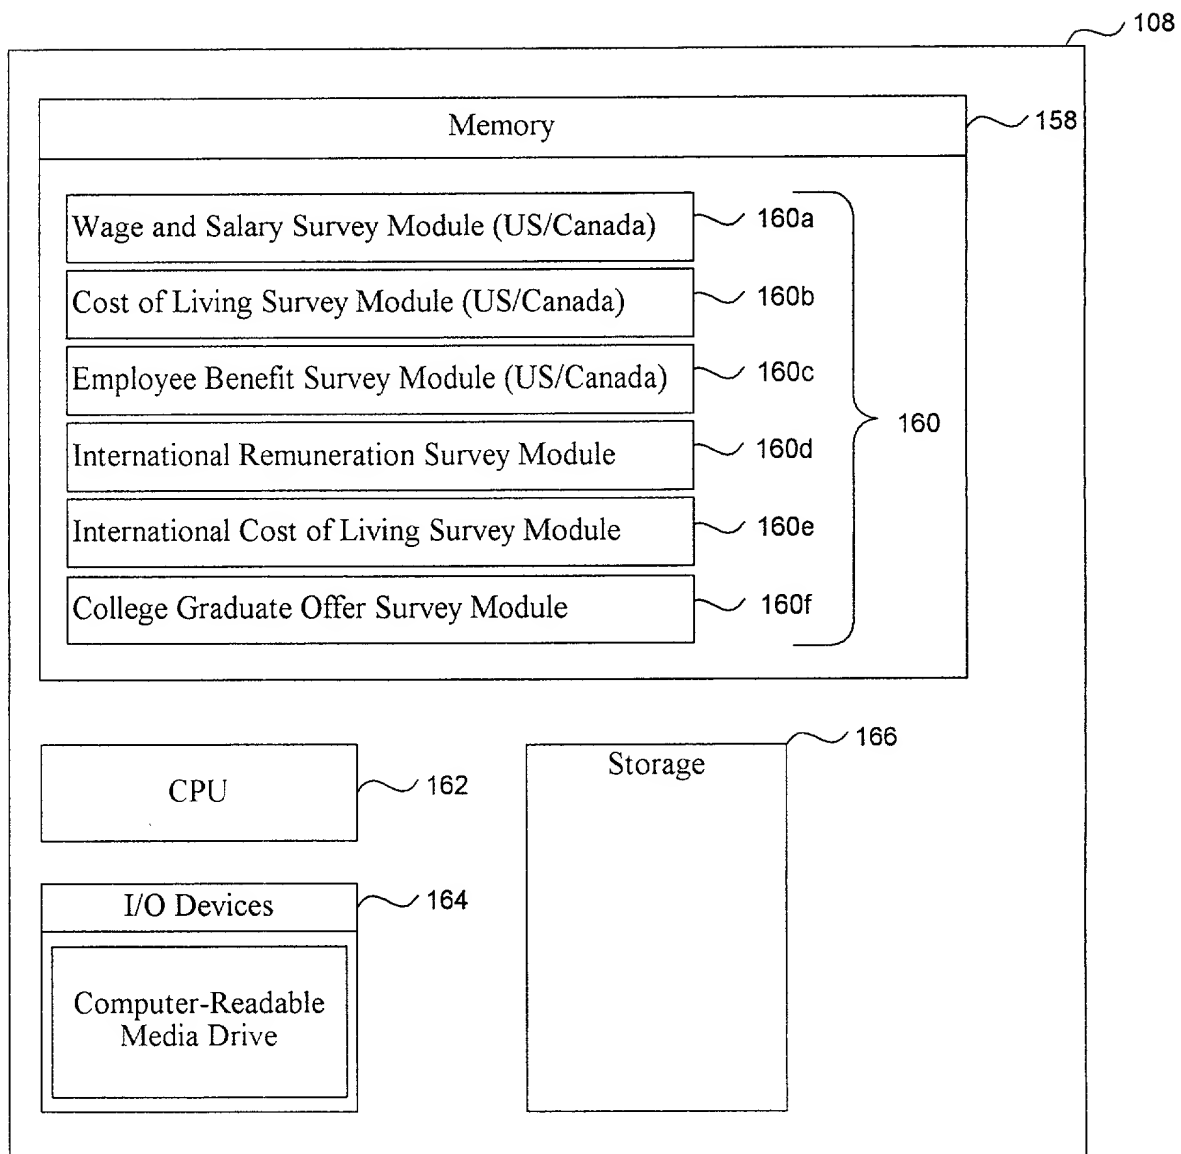 108
Memory
158
Wage and Salary Survey Module (US/Canada)
160a
Cost of Living Survey Module (US/Canada)
160b
Employee Benefit Survey Module (US/Canada)
160c
160
International Remuneration Survey Module
160d
International Cost of Living Survey Module
160e
College Graduate Offer Survey Module
160f
CPU
162
Storage
166
I/O Devices
164
Computer-Readable
Media Drive